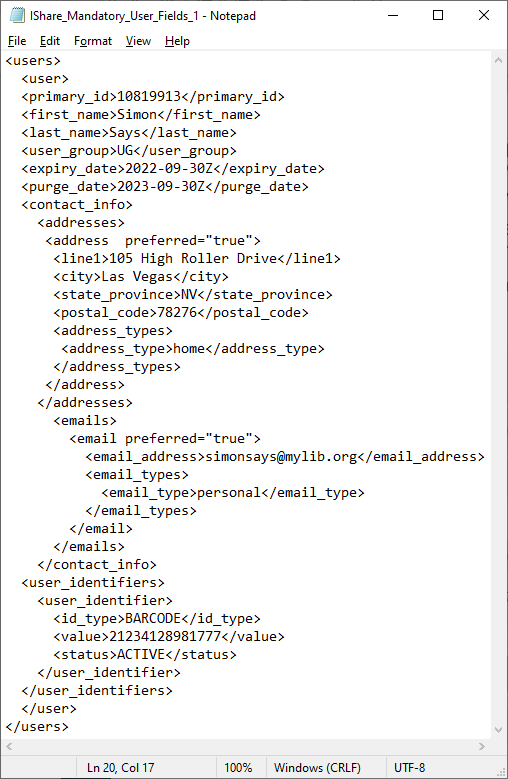 IShare_Mandatory_User_Fields_1 - Notepad
File Edit Format View Help
<users>
  <user>
  <primary_id>10819913</primary_id>
  <first_name>Simon</first_name>
  <last_name>Says</last_name>
  <user_group>UG</user_group>
  <expiry_date>2022-09-30Z</expiry_date>
  <purge_date>2023-09-30Z</purge_date>
  <contact_info>
    <addresses>
     <address  preferred="true">
      <line1>105 High Roller Drive</line1>
      <city>Las Vegas</city>
      <state_province>NV</state_province>
      <postal_code>78276</postal_code>
      <address_types>
       <address_type>home</address_type>
      </address_types>
     </address>
    </addresses>
      <emails>
        <email preferred="true">
          <email_address>simonsays@mylib.org</email_address>
          <email_types>
            <email_type>personal</email_type>
          </email_types>
        </email>
      </emails>
    </contact_info>
  <user_identifiers>
    <user_identifier>
      <id_type>BARCODE</id_type>
      <value>21234128981777</value>
      <status>ACTIVE</status>
    </user_identifier>
  </user_identifiers>
  </user>
</users>
Ln 20, Col 17 100% Windows (CRLF) UTF-8